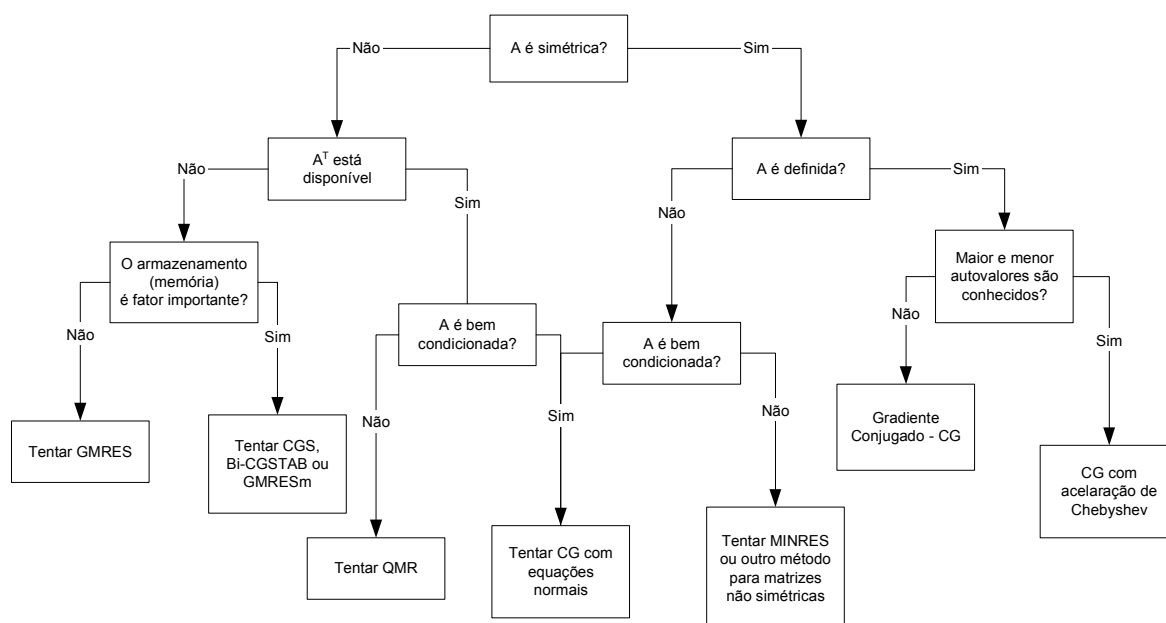 A é simétrica?
Não
Sim
A^T está
disponível
Não
Sim
A é definida?
Não
Sim
O armazenamento
(memória)
é fator importante?
Não
Sim
Maior e menor
autovalores são
conhecidos?
Não
Sim
A é bem
condicionada?
Não
Sim
A é bem
condicionada?
Não
Tentar GMRES
Tentar CGS,
Bi-CGSTAB ou
GMRESm
Gradiente
Conjugado - CG
CG com
acelaração de
Chebyshev
Tentar QMR
Tentar CG com
equações
normais
Tentar MINRES
ou outro método
para matrizes
não simétricas